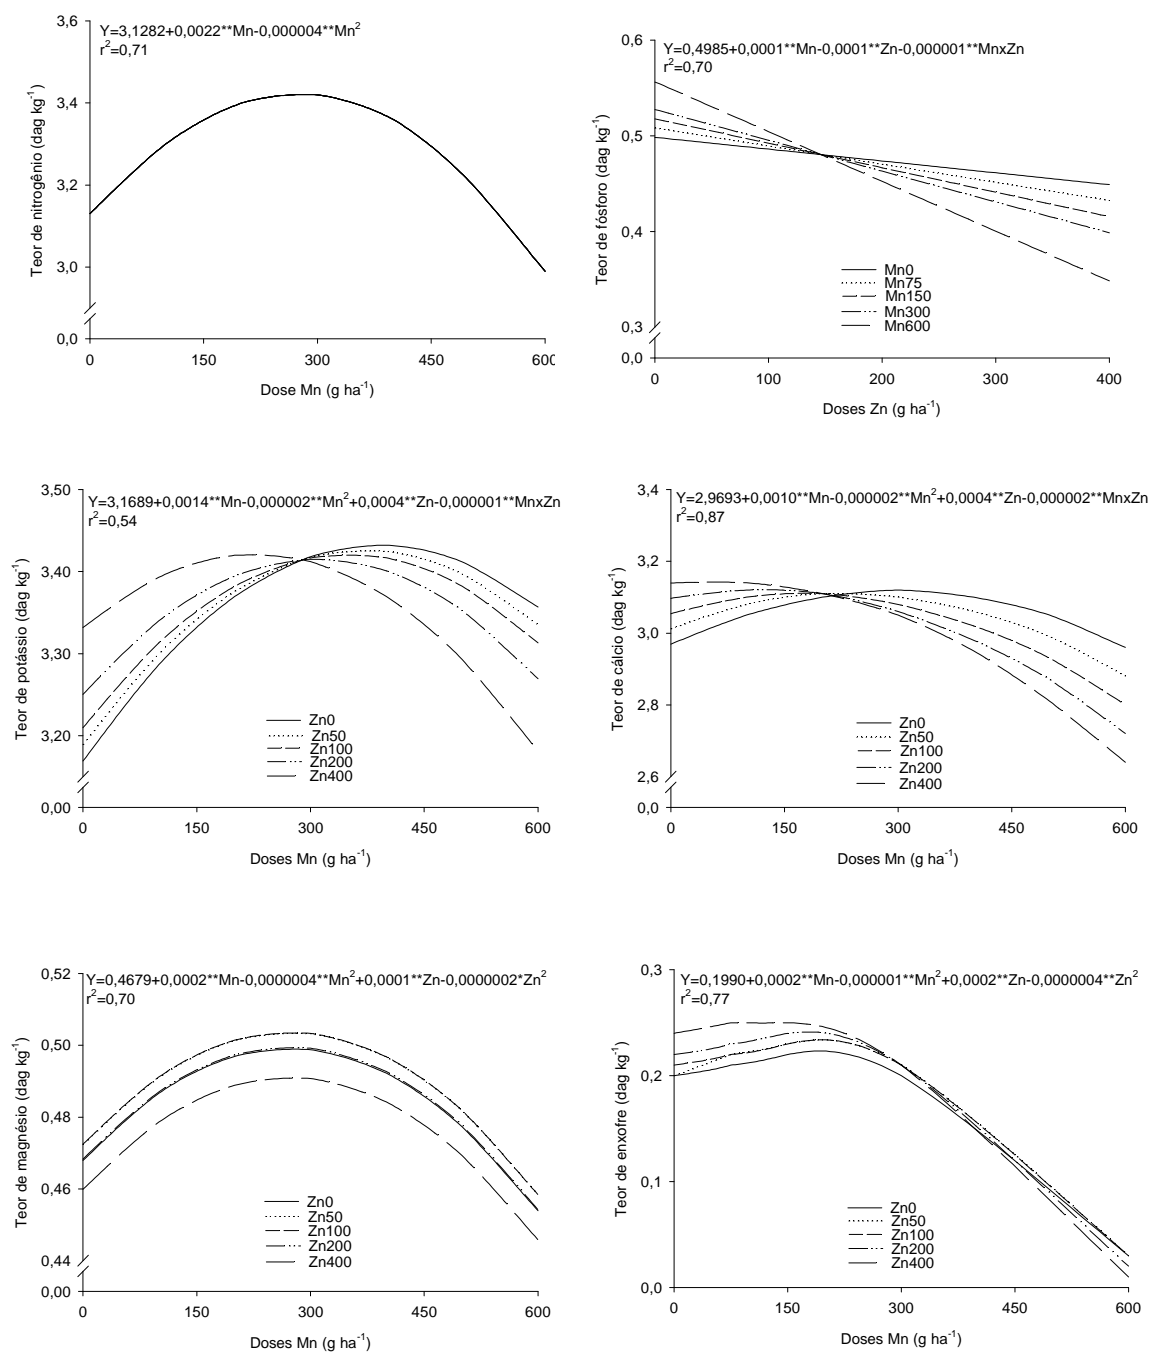 Y=3,1282+0,0022**Mn-0,000004**Mn²
r²=0,71
Teor de nitrogênio (dag kg⁻¹)
3,6
3,4
3,2
3,0
0,0
0 150 300 450 600
Dose Mn (g ha⁻¹)
Y=0,4985+0,0001**Mn-0,0001**Zn-0,000001**MnxZn
r²=0,70
Teor de fósforo (dag kg⁻¹)
0,6
0,5
0,4
0,3
0,0
Mn0
Mn75
Mn150
Mn300
Mn600
0 100 200 300 400
Doses Zn (g ha⁻¹)
Y=3,1689+0,0014**Mn-0,000002**Mn²+0,0004**Zn-0,000001**MnxZn
r²=0,54
Teor de potássio (dag kg⁻¹)
3,50
3,40
3,30
3,20
0,00
Zn0
Zn50
Zn100
Zn200
Zn400
0 150 300 450 600
Doses Mn (g ha⁻¹)
Y=2,9693+0,0010**Mn-0,000002**Mn²+0,0004**Zn-0,000002**MnxZn
r²=0,87
Teor de cálcio (dag kg⁻¹)
3,4
3,2
3,0
2,8
2,6
0,0
Zn0
Zn50
Zn100
Zn200
Zn400
0 150 300 450 600
Doses Mn (g ha⁻¹)
Y=0,4679+0,0002**Mn-0,0000004**Mn²+0,0001**Zn-0,0000002*Zn²
r²=0,70
Teor de magnésio (dag kg⁻¹)
0,52
0,50
0,48
0,46
0,44
0,00
Zn0
Zn50
Zn100
Zn200
Zn400
0 150 300 450 600
Doses Mn (g ha⁻¹)
Y=0,1990+0,0002**Mn-0,000001**Mn²+0,0002**Zn-0,0000004**Zn²
r²=0,77
Teor de enxofre (dag kg⁻¹)
0,3
0,2
0,1
0,0
Zn0
Zn50
Zn100
Zn200
Zn400
0 150 300 450 600
Doses Mn (g ha⁻¹)